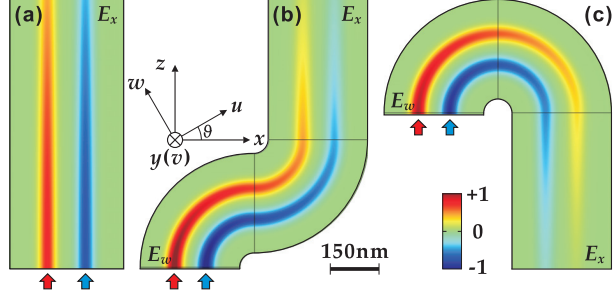 (a)
E_x
(b)
E_x
(c)
z
w
u
ϑ
x
y(v)
E_w
E_w
+1
0
-1
150nm
E_x